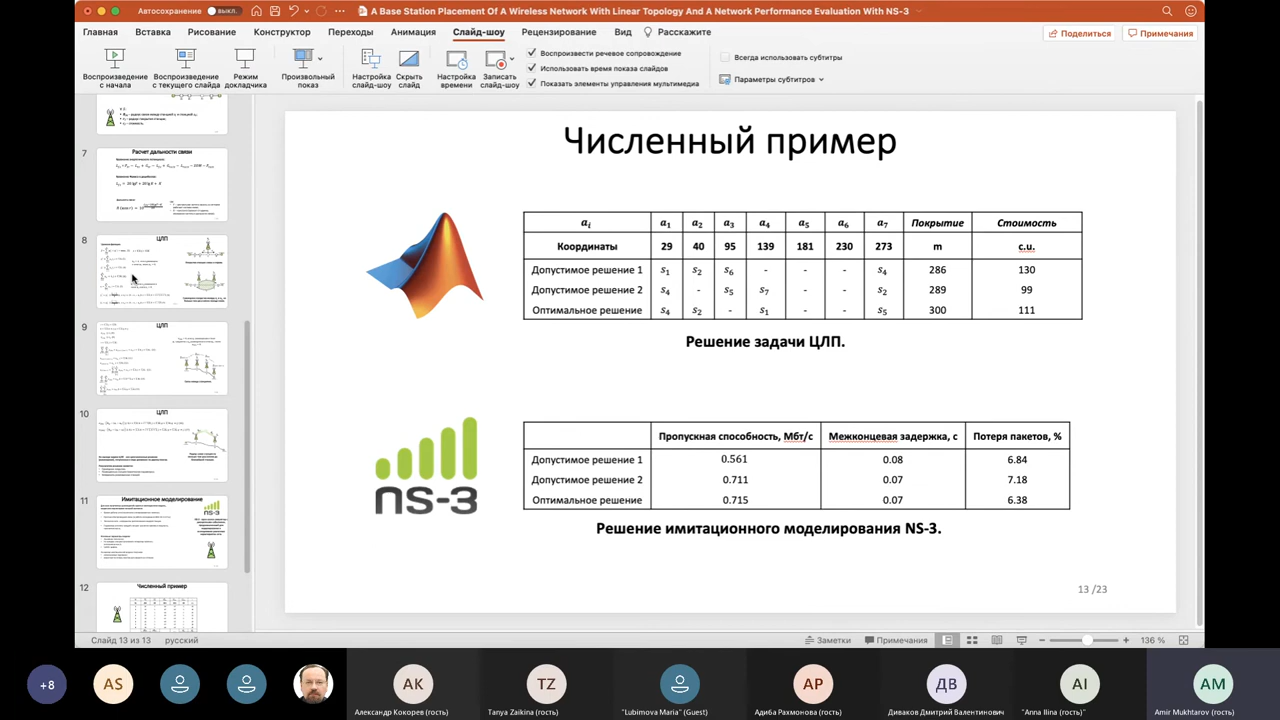 Автосохранение ВЫКЛ.
A Base Station Placement Of A Wireless Network With Linear Topology And A Network Performance Evaluation With NS-3
Главная Вставка Рисование Конструктор Переходы Анимация Слайд-шоу Рецензирование Вид Расскажите Поделиться Примечания
Воспроизведение с начала
Воспроизведение с текущего слайда
Режим докладчика
Произвольный показ
Настройка слайд-шоу
Скрыть слайд
Настройка времени
Записать слайд-шоу
Воспроизвести речевое сопровождение
Использовать время показа слайдов
Показать элементы управления мультимедиа
Всегда использовать субтитры
Параметры субтитров
7
Расчет дальности связи
8
ЦЛП
9
ЦЛП
10
ЦЛП
11
Имитационное моделирование
12
Численный пример
Численный пример
aᵢ a₁ a₂ a₃ a₄ a₅ a₆ a₇ Покрытие Стоимость
Координаты 29 40 95 139 181 230 273 m с.u.
Допустимое решение 1 s₁ s₂ s₆ - - - s₄ 286 130
Допустимое решение 2 s₄ - s₅ s₇ - - s₂ 289 99
Оптимальное решение s₄ s₂ - s₁ - - s₅ 300 111
Решение задачи ЦЛП.
NS-3
Пропускная способность, Мбт/с Межконцевая задержка, с Потеря пакетов, %
Допустимое решение 1 0.561 0.08 6.84
Допустимое решение 2 0.711 0.07 7.18
Оптимальное решение 0.715 0.07 6.38
Решение имитационного моделирования NS-3.
13 /23
Слайд 13 из 13 русский Заметки Примечания 136 %
+8 AS AK TZ АР ДВ AI AM
Александр Кокорев (гость) Tanya Zaikina (гость) "Lubimova Maria" (Guest) Адиба Рахмонова (гость) Диваков Дмитрий Валентинович "Anna Ilina" (гость) Amir Mukhtarov (гость)